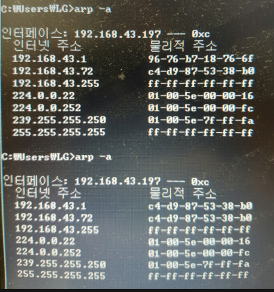 C:₩Users₩LG>arp -a
인터페이스: 192.168.43.197 --- 0xc
인터넷 주소 물리적 주소
192.168.43.1 96-76-b7-18-76-6f
192.168.43.72 c4-d9-87-53-38-b0
192.168.43.255 ff-ff-ff-ff-ff-ff
224.0.0.22 01-00-5e-00-00-16
224.0.0.252 01-00-5e-00-00-fc
239.255.255.250 01-00-5e-7f-ff-fa
255.255.255.255 ff-ff-ff-ff-ff-ff
C:₩Users₩LG>arp -a
인터페이스: 192.168.43.197 --- 0xc
인터넷 주소 물리적 주소
192.168.43.1 c4-d9-87-53-38-b0
192.168.43.72 c4-d9-87-53-38-b0
192.168.43.255 ff-ff-ff-ff-ff-ff
224.0.0.22 01-00-5e-00-00-16
224.0.0.252 01-00-5e-00-00-fc
239.255.255.250 01-00-5e-7f-ff-fa
255.255.255.255 ff-ff-ff-ff-ff-ff